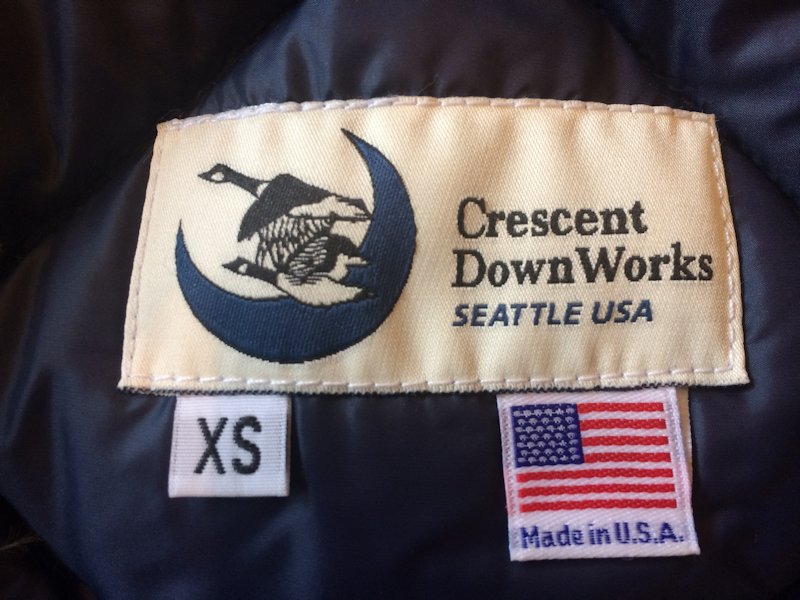 Crescent
DownWorks
SEATTLE USA
XS
Made in U.S.A.